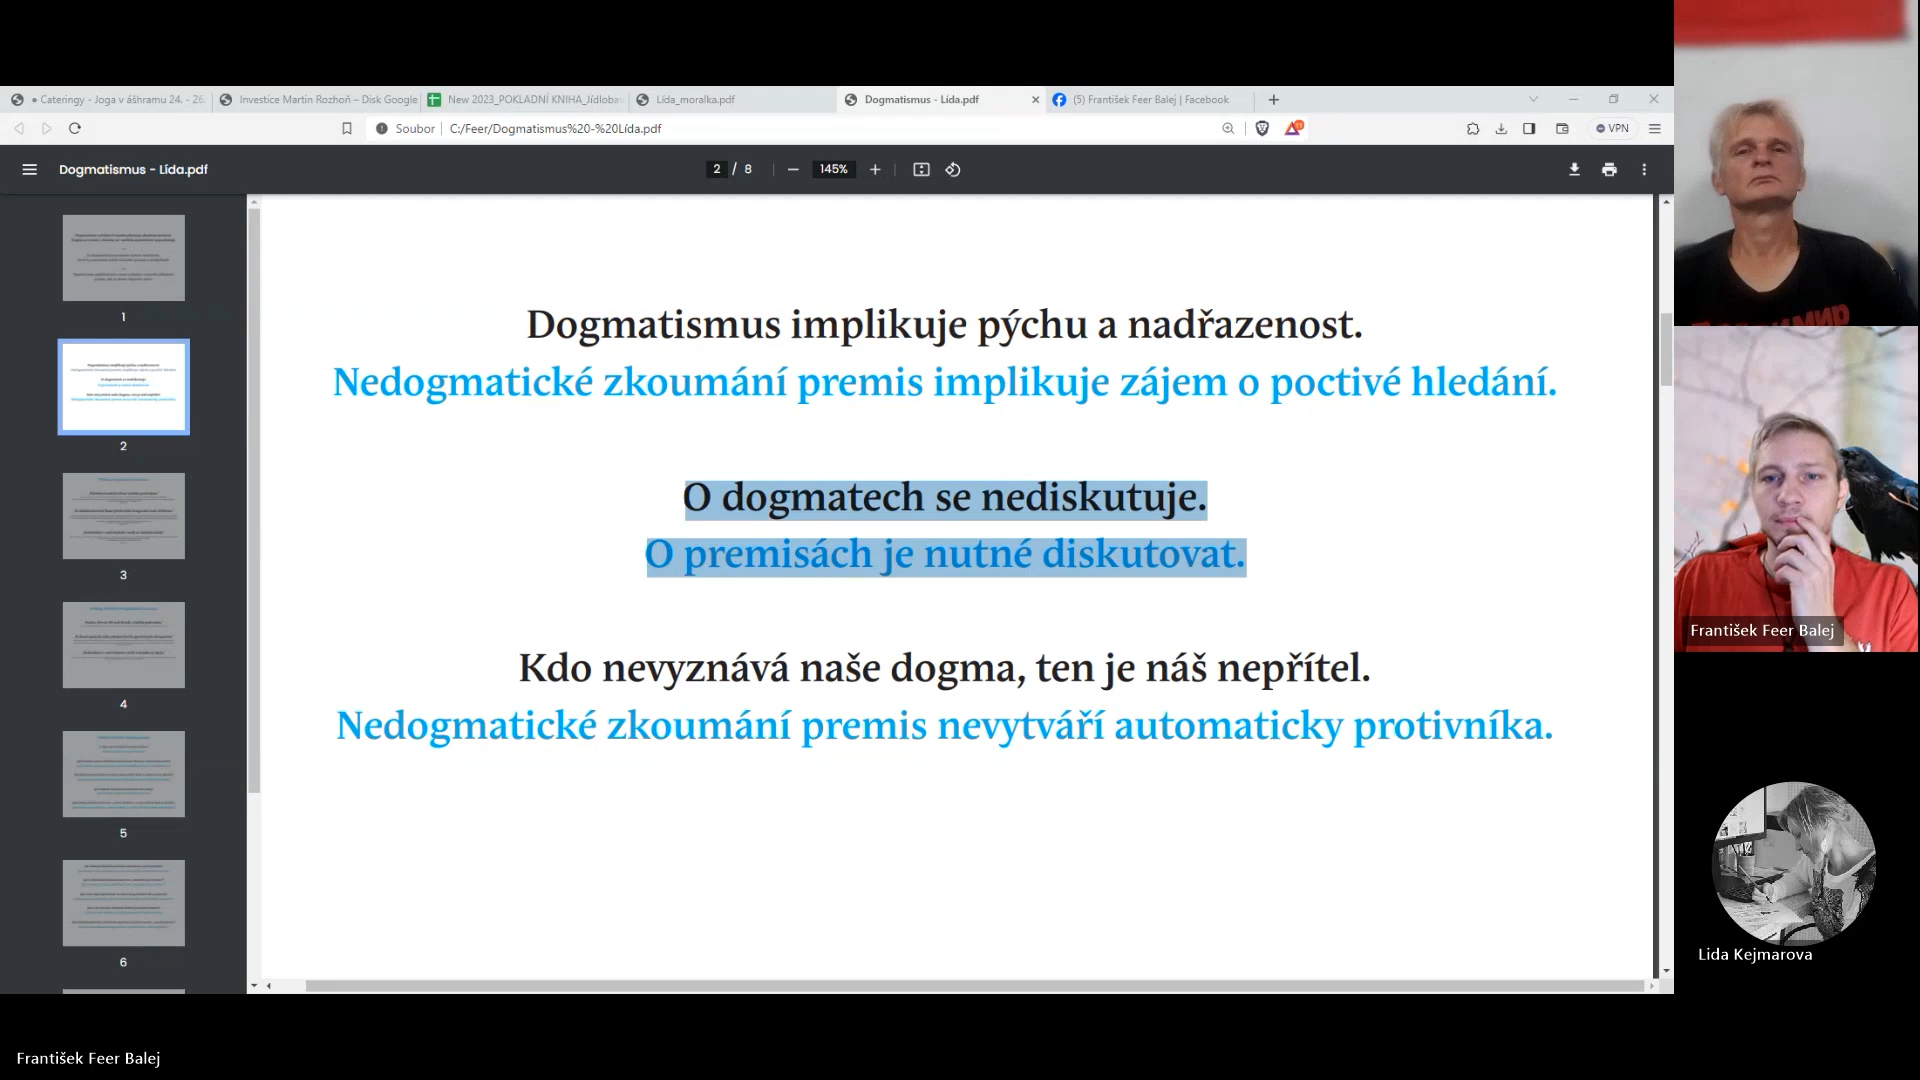 ● Cateringy - Joga v ášhramu 24. - 26.
Investice Martin Rozhoň – Disk Google
New 2023_POKLADNÍ KNIHA_Jídlobav
Lída_moralka.pdf
Dogmatismus - Lída.pdf
(5) František Feer Balej | Facebook
Soubor
C:/Feer/Dogmatismus%20-%20Lída.pdf
VPN
Dogmatismus - Lída.pdf
2 / 8
145%
1
2
3
4
5
6
Dogmatismus implikuje pýchu a nadřazenost.
Nedogmatické zkoumání premis implikuje zájem o poctivé hledání.
O dogmatech se nediskutuje.
O premisách je nutné diskutovat.
Kdo nevyznává naše dogma, ten je náš nepřítel.
Nedogmatické zkoumání premis nevytváří automaticky protivníka.
František Feer Balej
Lida Kejmarova
František Feer Balej